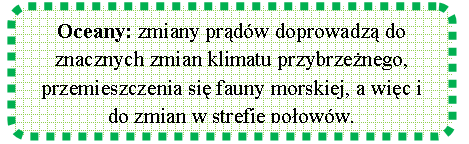 Oceany: zmiany prądów doprowadzą do
znacznych zmian klimatu przybrzeżnego,
przemieszczenia się fauny morskiej, a więc i
do zmian w strefie połowów.